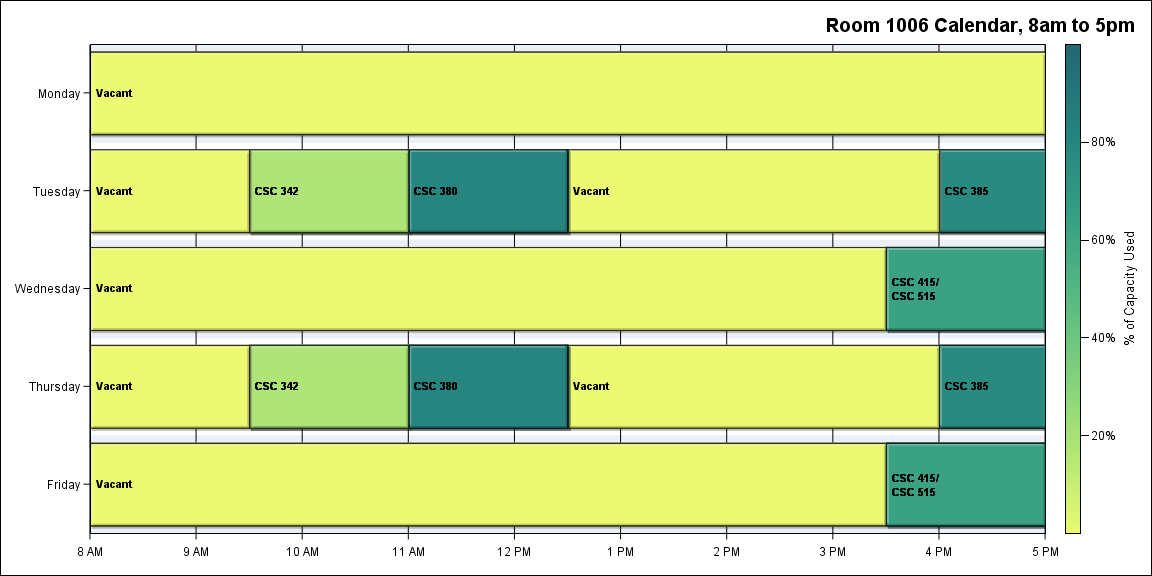 Room 1006 Calendar, 8am to 5pm
Monday
Vacant
Tuesday
Vacant
CSC 342
CSC 380
Vacant
CSC 385
Wednesday
Vacant
CSC 415/
CSC 515
Thursday
Vacant
CSC 342
CSC 380
Vacant
CSC 385
Friday
Vacant
CSC 415/
CSC 515
8 AM
9 AM
10 AM
11 AM
12 PM
1 PM
2 PM
3 PM
4 PM
5 PM
80%
60%
40%
20%
% of Capacity Used